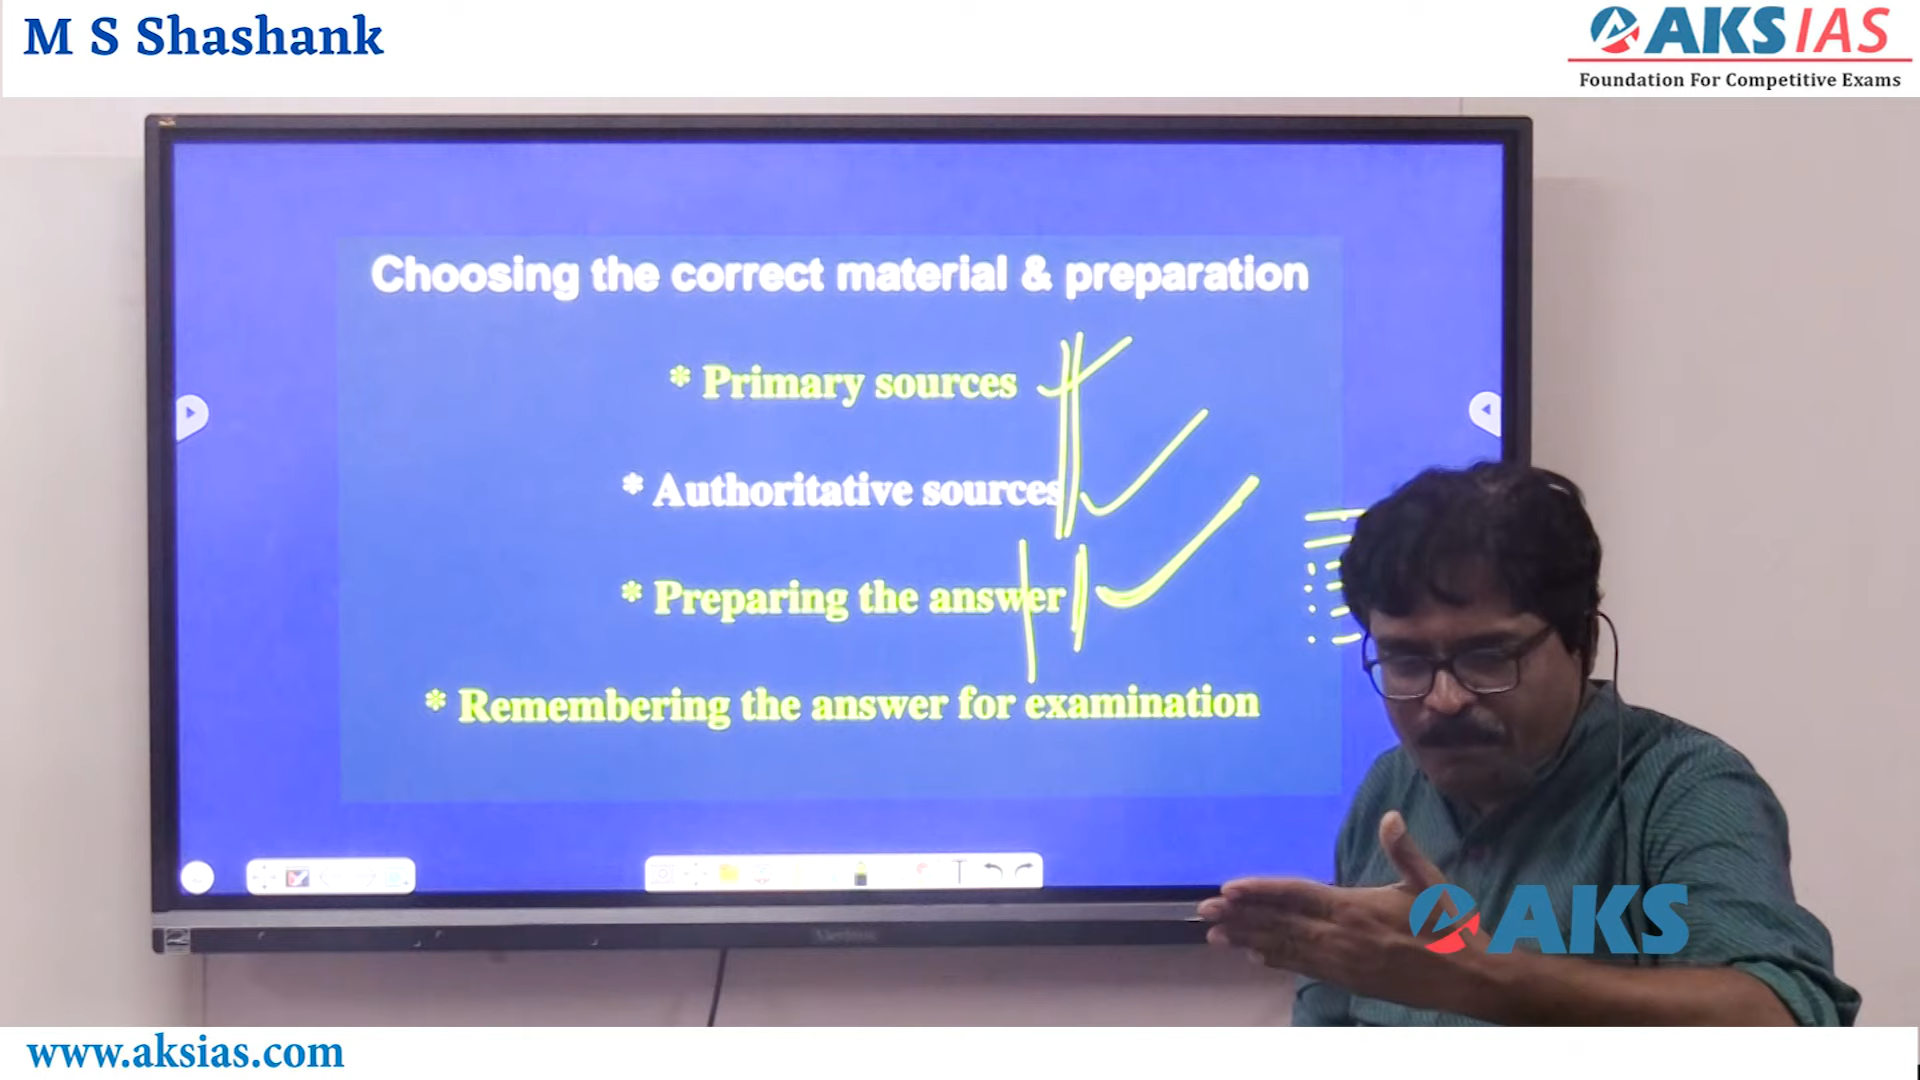 M S Shashank
AKS IAS
Foundation For Competitive Exams
Choosing the correct material & preparation
* Primary sources
* Authoritative sources
* Preparing the answer
* Remembering the answer for examination
AKS
www.aksias.com